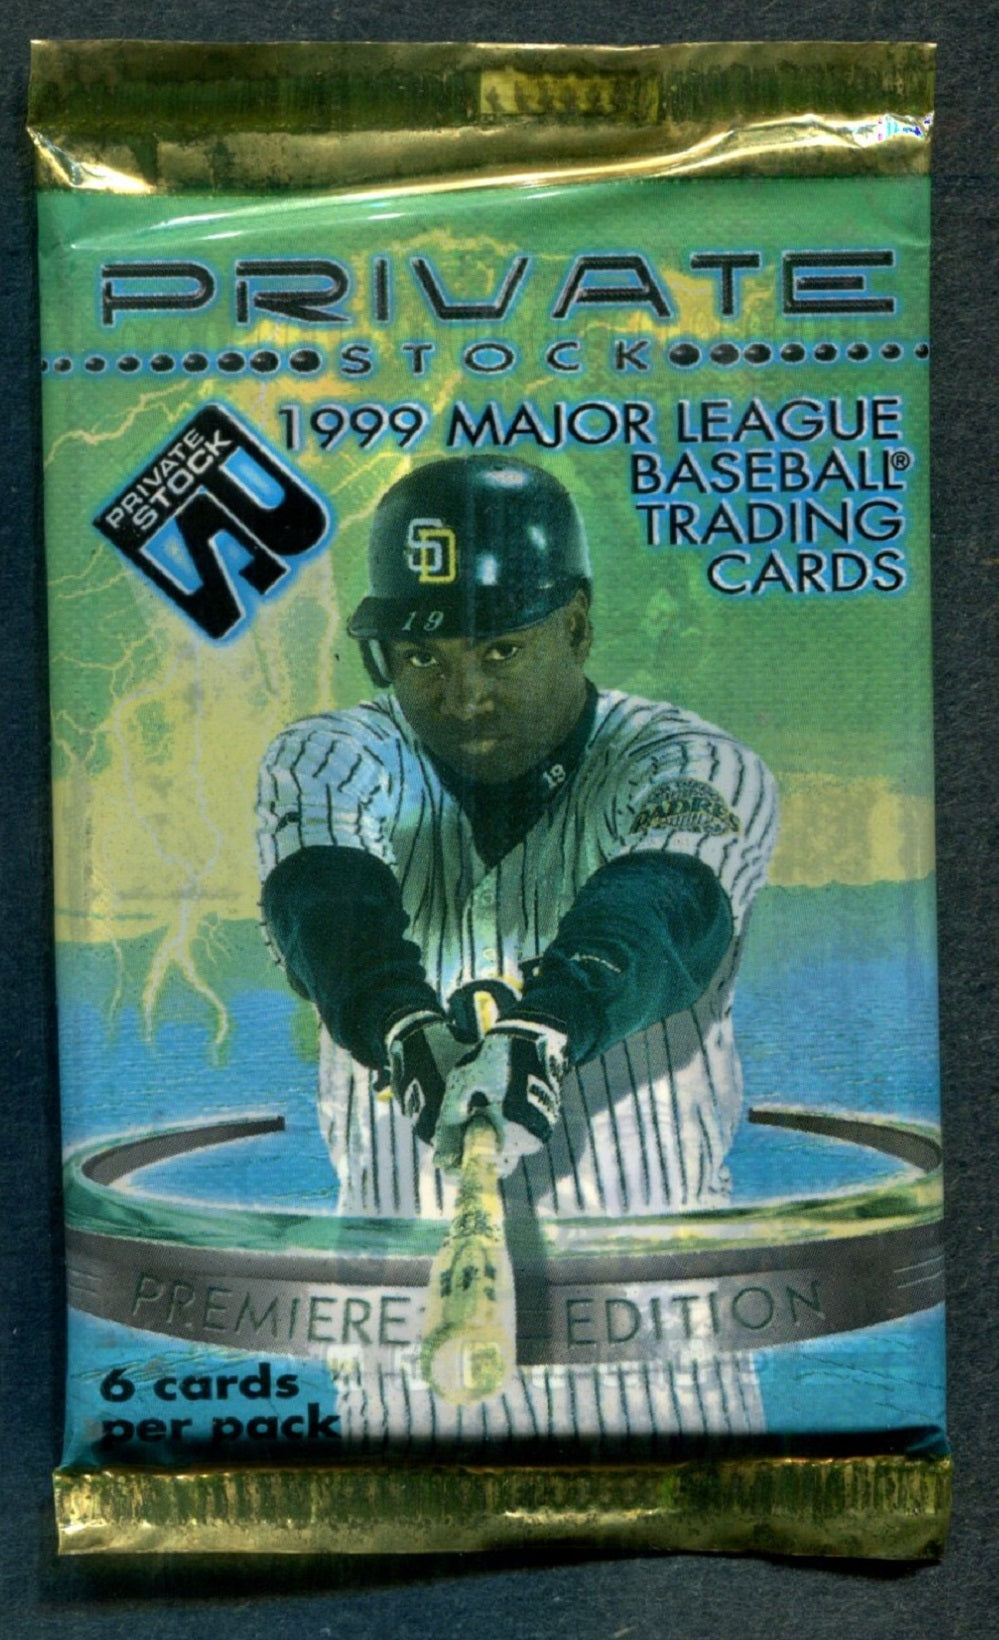 PRIVATE
STOCK
PRIVATE
STOCK
1999 MAJOR LEAGUE
BASEBALL®
TRADING
CARDS
SD
19
19
PADRES
PREMIERE EDITION
6 cards
per pack